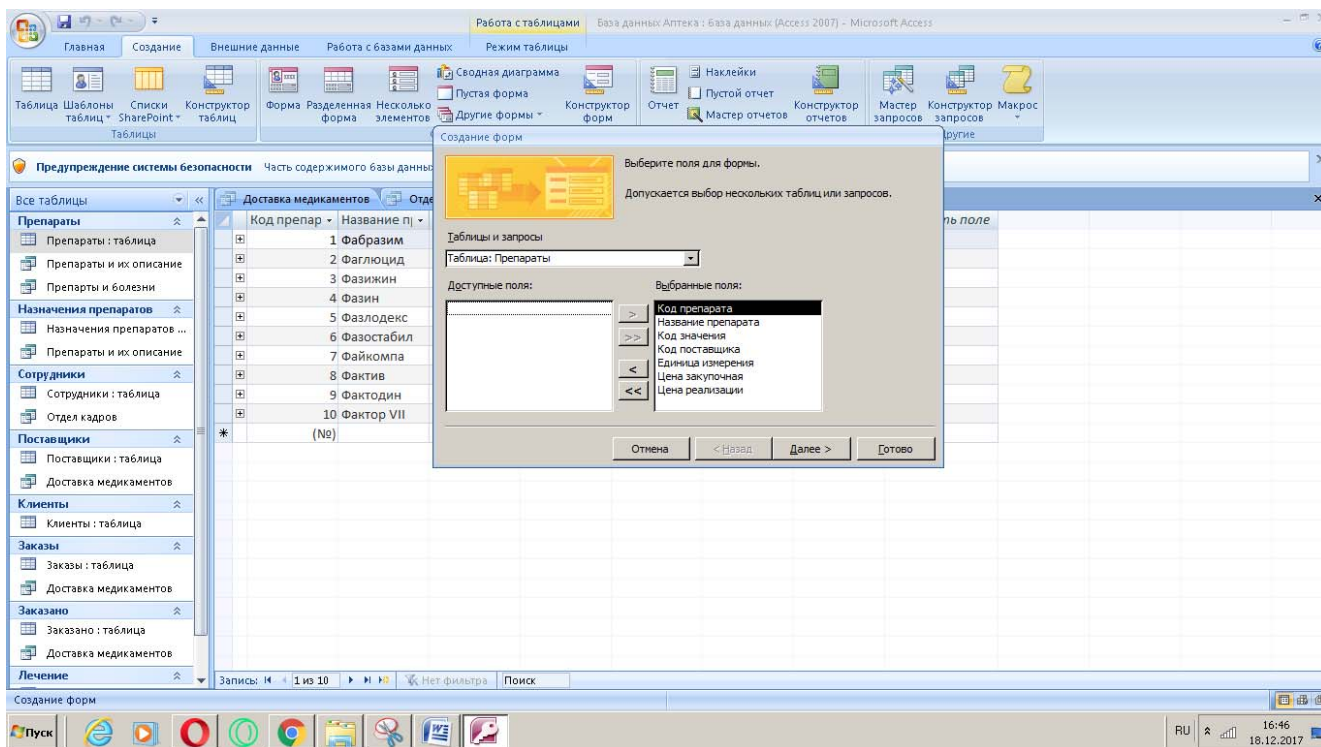 Работа с таблицами База данных Аптека : база данных (Access 2007) - Microsoft Access
Главная Создание Внешние данные Работа с базами данных Режим таблицы
Таблица Шаблоны таблиц Списки SharePoint Конструктор таблиц
Таблицы
Форма Разделенная форма Несколько элементов
Сводная диаграмма
Пустая форма
Другие формы
Конструктор форм
Отчет
Наклейки
Пустой отчет
Мастер отчетов
Конструктор отчетов
Мастер запросов Конструктор запросов Макрос
Другие
Предупреждение системы безопасности Часть содержимого базы данны
Все таблицы
Препараты
Препараты : таблица
Препараты и их описание
Препарты и болезни
Назначения препаратов
Назначения препаратов ...
Препараты и их описание
Сотрудники
Сотрудники : таблица
Отдел кадров
Поставщики
Поставщики : таблица
Доставка медикаментов
Клиенты
Клиенты : таблица
Заказы
Заказы : таблица
Доставка медикаментов
Заказано
Заказано : таблица
Доставка медикаментов
Лечение
Доставка медикаментов Отде
Код препар Название п ть поле
1 Фабразим
2 Фаглюцид
3 Фазижин
4 Фазин
5 Фазлодекс
6 Фазостабил
7 Файкомпа
8 Фактив
9 Фактодин
10 Фактор VII
* (№)
Создание форм
Выберите поля для формы.
Допускается выбор нескольких таблиц или запросов.
Таблицы и запросы
Таблица: Препараты
Доступные поля: Выбранные поля:
>
>>
<
<<
Код препарата
Название препарата
Код значения
Код поставщика
Единица измерения
Цена закупочная
Цена реализации
Отмена < Назад Далее > Готово
Запись: 1 из 10 Нет фильтра Поиск
Создание форм
Пуск RU 16:46
18.12.2017